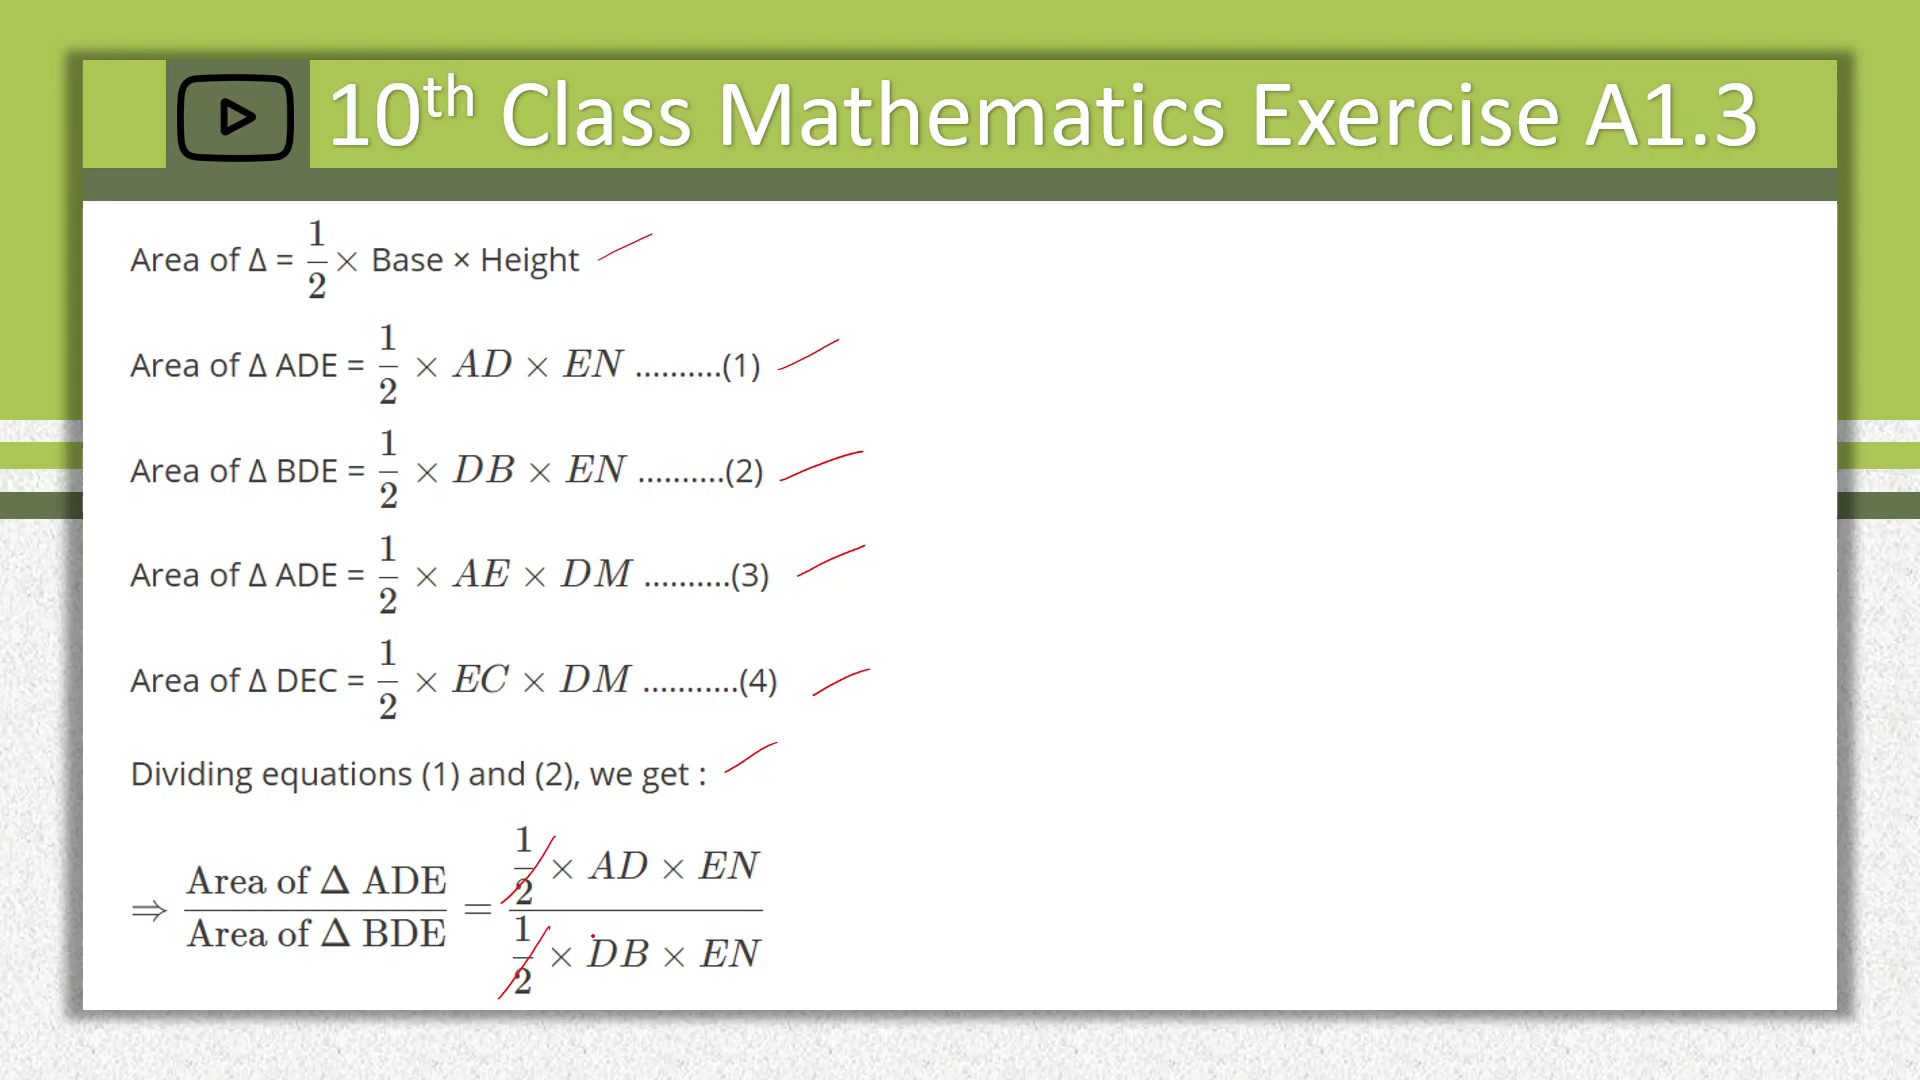 10th Class Mathematics Exercise A1.3
Area of Δ = 1/2 × Base × Height
Area of Δ ADE = 1/2 × AD × EN ..........(1)
Area of Δ BDE = 1/2 × DB × EN ..........(2)
Area of Δ ADE = 1/2 × AE × DM ..........(3)
Area of Δ DEC = 1/2 × EC × DM ...........(4)
Dividing equations (1) and (2), we get :
⇒ Area of Δ ADE / Area of Δ BDE = (1/2 × AD × EN) / (1/2 × DB × EN)